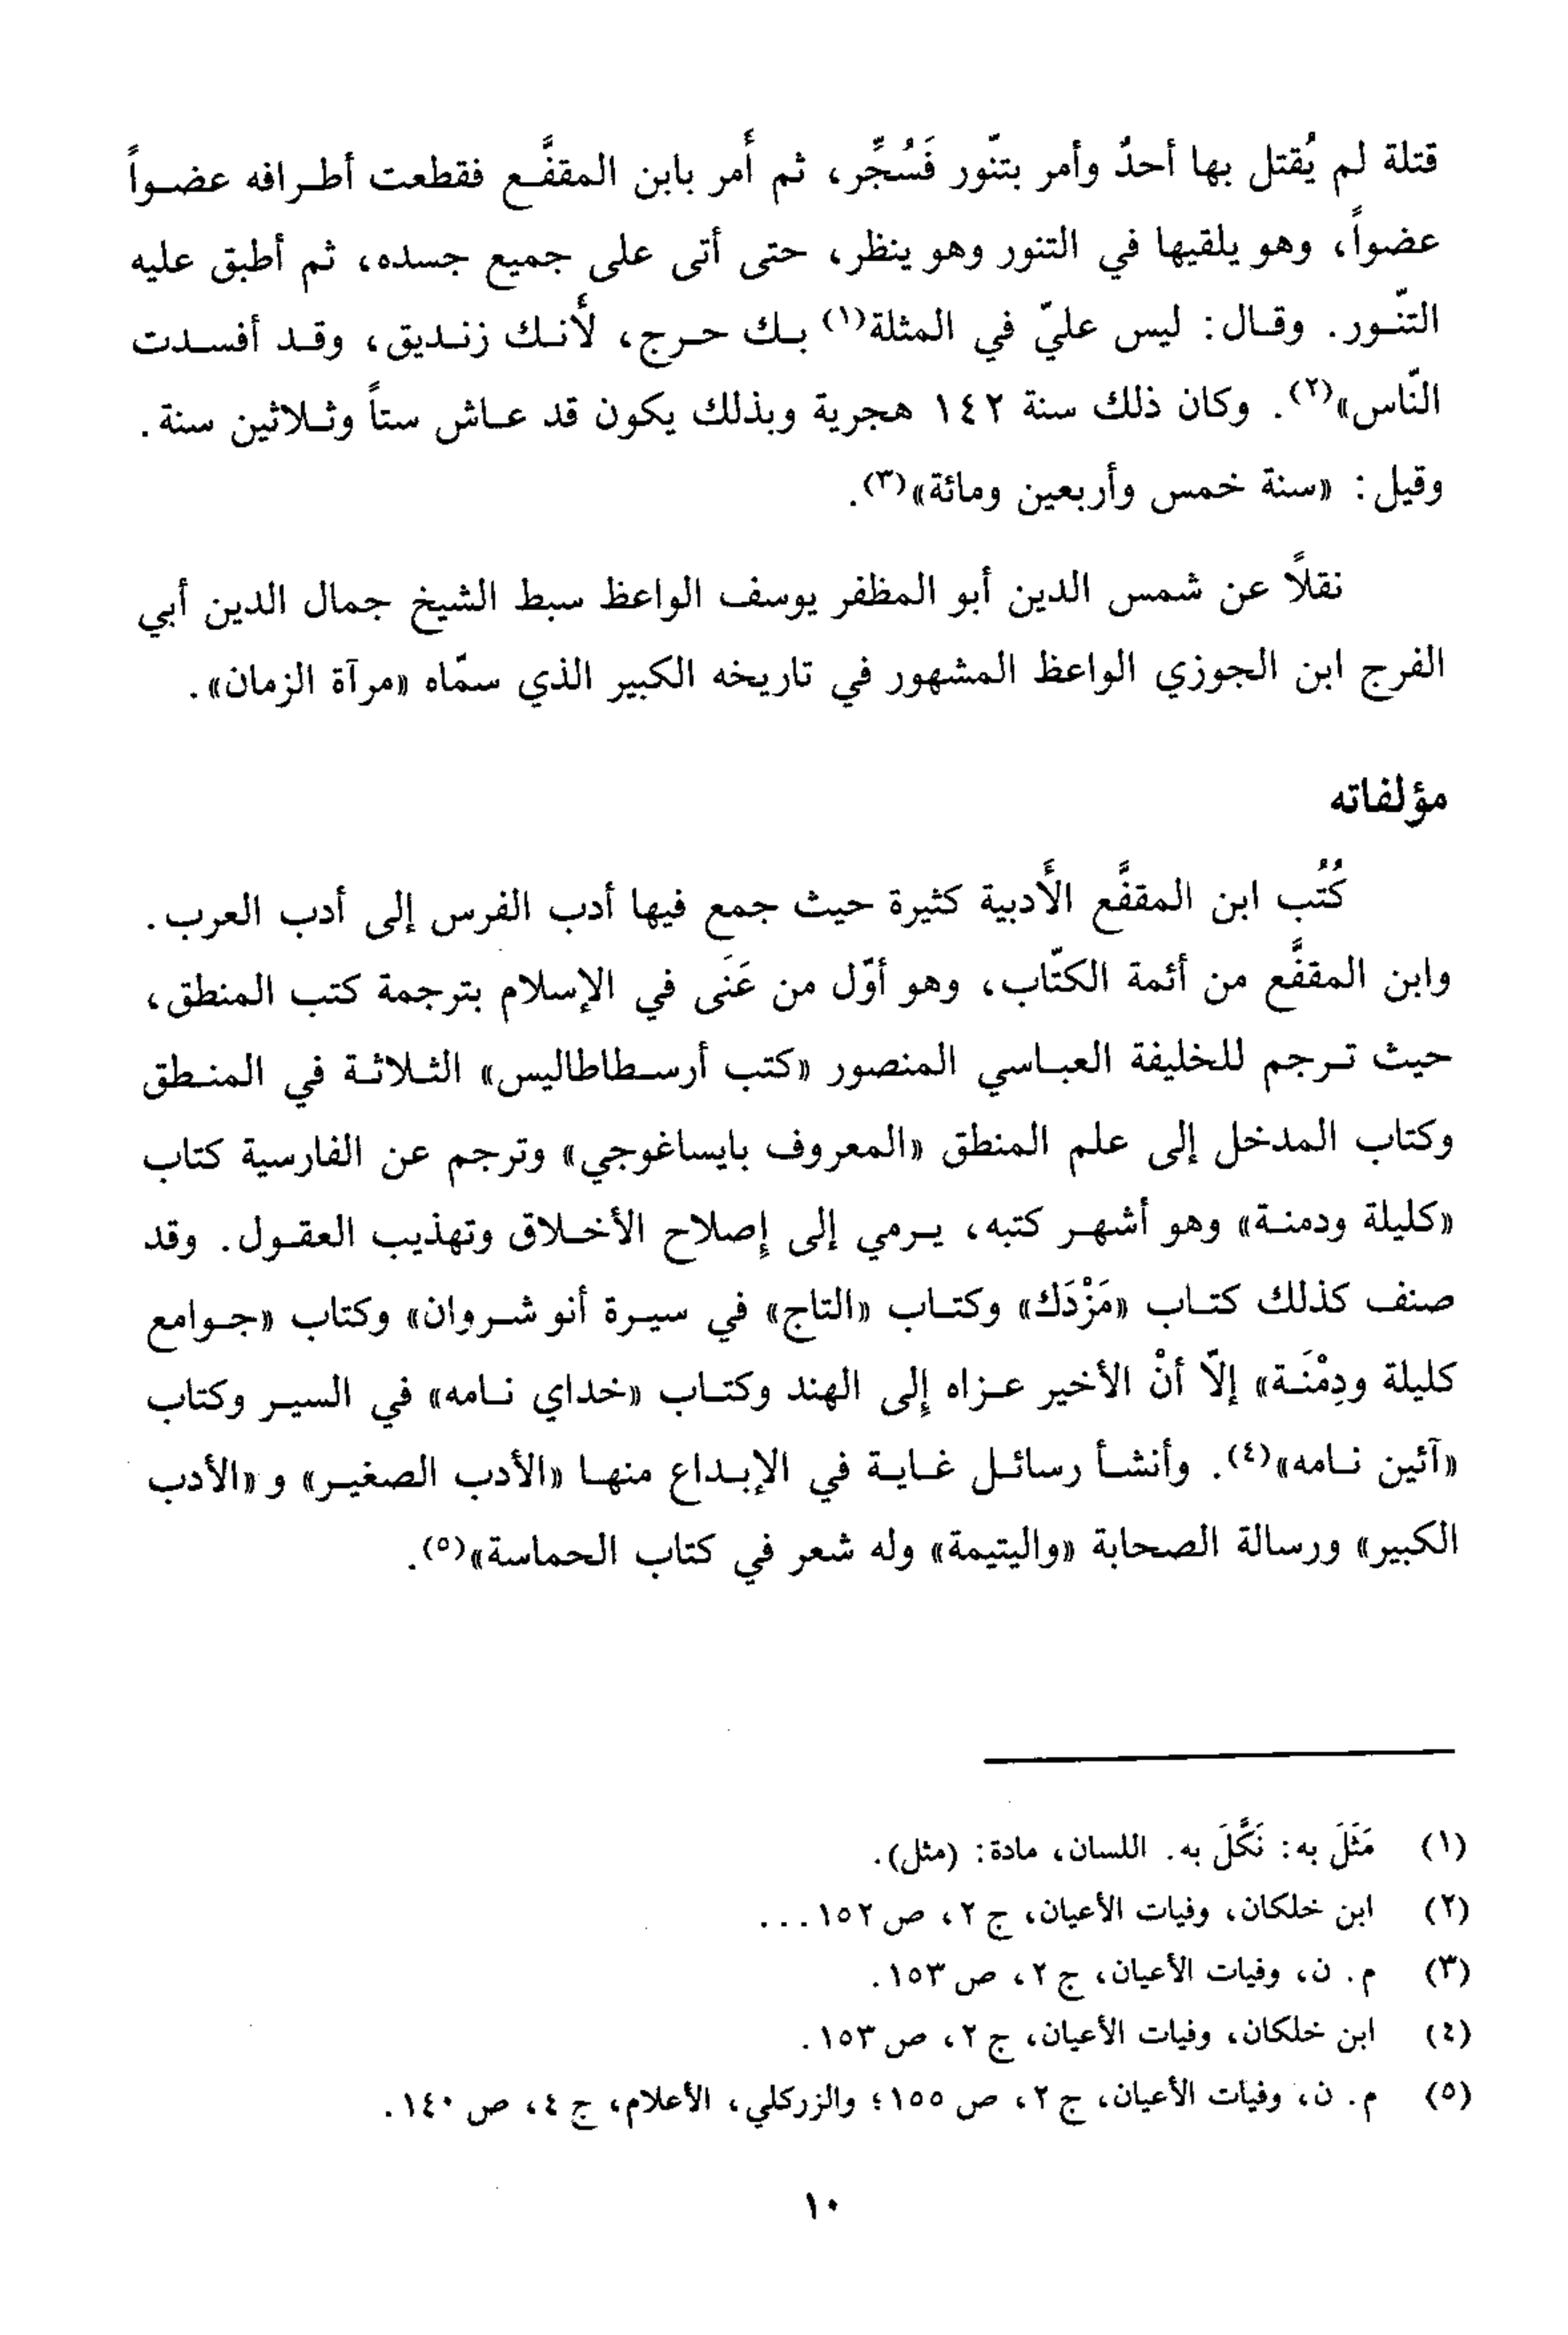 قتلة لم يُقتل بها أحدٌ وأمر بتنّور فَسُجِّر، ثم أَمر بابن المقفَّع فقطعت أطرافه عضواً
عضواً، وهو يلقيها في التنور وهو ينظر، حتى أتى على جميع جسده، ثم أطبق عليه
التنّور. وقال: ليس عليّ في المثلة(١) بك حرج، لأَنك زنديق، وقد أفسدت
النّاس»(٢). وكان ذلك سنة ١٤٢ هجرية وبذلك يكون قد عاش ستاً وثلاثين سنة.
وقيل: «سنة خمس وأربعين ومائة»(٣).
نقلًا عن شمس الدين أبو المظفر يوسف الواعظ سبط الشيخ جمال الدين أبي
الفرج ابن الجوزي الواعظ المشهور في تاريخه الكبير الذي سمّاه «مرآة الزمان».
مؤلفاته
كُتُب ابن المقفَّع الأَدبية كثيرة حيث جمع فيها أدب الفرس إلى أدب العرب.
وابن المقفَّع من أئمة الكتّاب، وهو أوّل من عَنَى في الإسلام بترجمة كتب المنطق،
حيث ترجم للخليفة العباسي المنصور «كتب أرسطاطاليس» الثلاثة في المنطق
وكتاب المدخل إلى علم المنطق «المعروف بايساغوجي» وترجم عن الفارسية كتاب
«كليلة ودمنة» وهو أشهر كتبه، يرمي إلى إصلاح الأخلاق وتهذيب العقول. وقد
صنف كذلك كتاب «مَزْدَك» وكتاب «التاج» في سيرة أنو شروان» وكتاب «جوامع
كليلة ودِمْنَة» إلاّ أنْ الأخير عزاه إلى الهند وكتاب «خداي نامه» في السير وكتاب
«آئين نامه»(٤). وأنشأ رسائل غاية في الإبداع منها «الأدب الصغير» و «الأدب
الكبير» ورسالة الصحابة «واليتيمة» وله شعر في كتاب الحماسة»(٥).
(١) مَثَلَ به: نَكَّلَ به. اللسان، مادة: (مثل).
(٢) ابن خلكان، وفيات الأعيان، ج ٢، ص ١٥٢...
(٣) م. ن، وفيات الأعيان، ج ٢، ص ١٥٣.
(٤) ابن خلكان، وفيات الأعيان، ج ٢، ص ١٥٣.
(٥) م. ن، وفيات الأعيان، ج ٢، ص ١٥٥؛ والزركلي، الأعلام، ج ٤، ص ١٤٠.
١٠